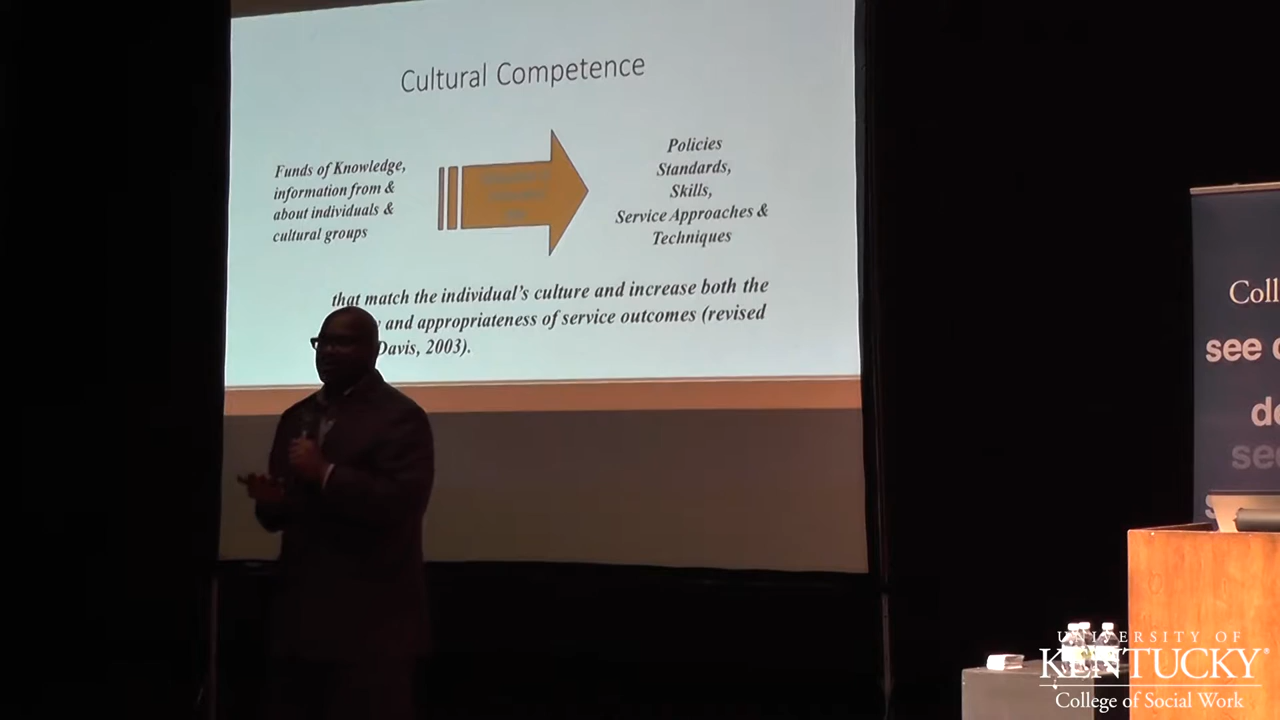 Cultural Competence
Funds of Knowledge,
information from &
about individuals &
cultural groups
Policies
Standards,
Skills,
Service Approaches &
Techniques
that match the individual's culture and increase both the
and appropriateness of service outcomes (revised
Davis, 2003).
Coll
see
UNIVERSITY OF
KENTUCKY®
College of Social Work